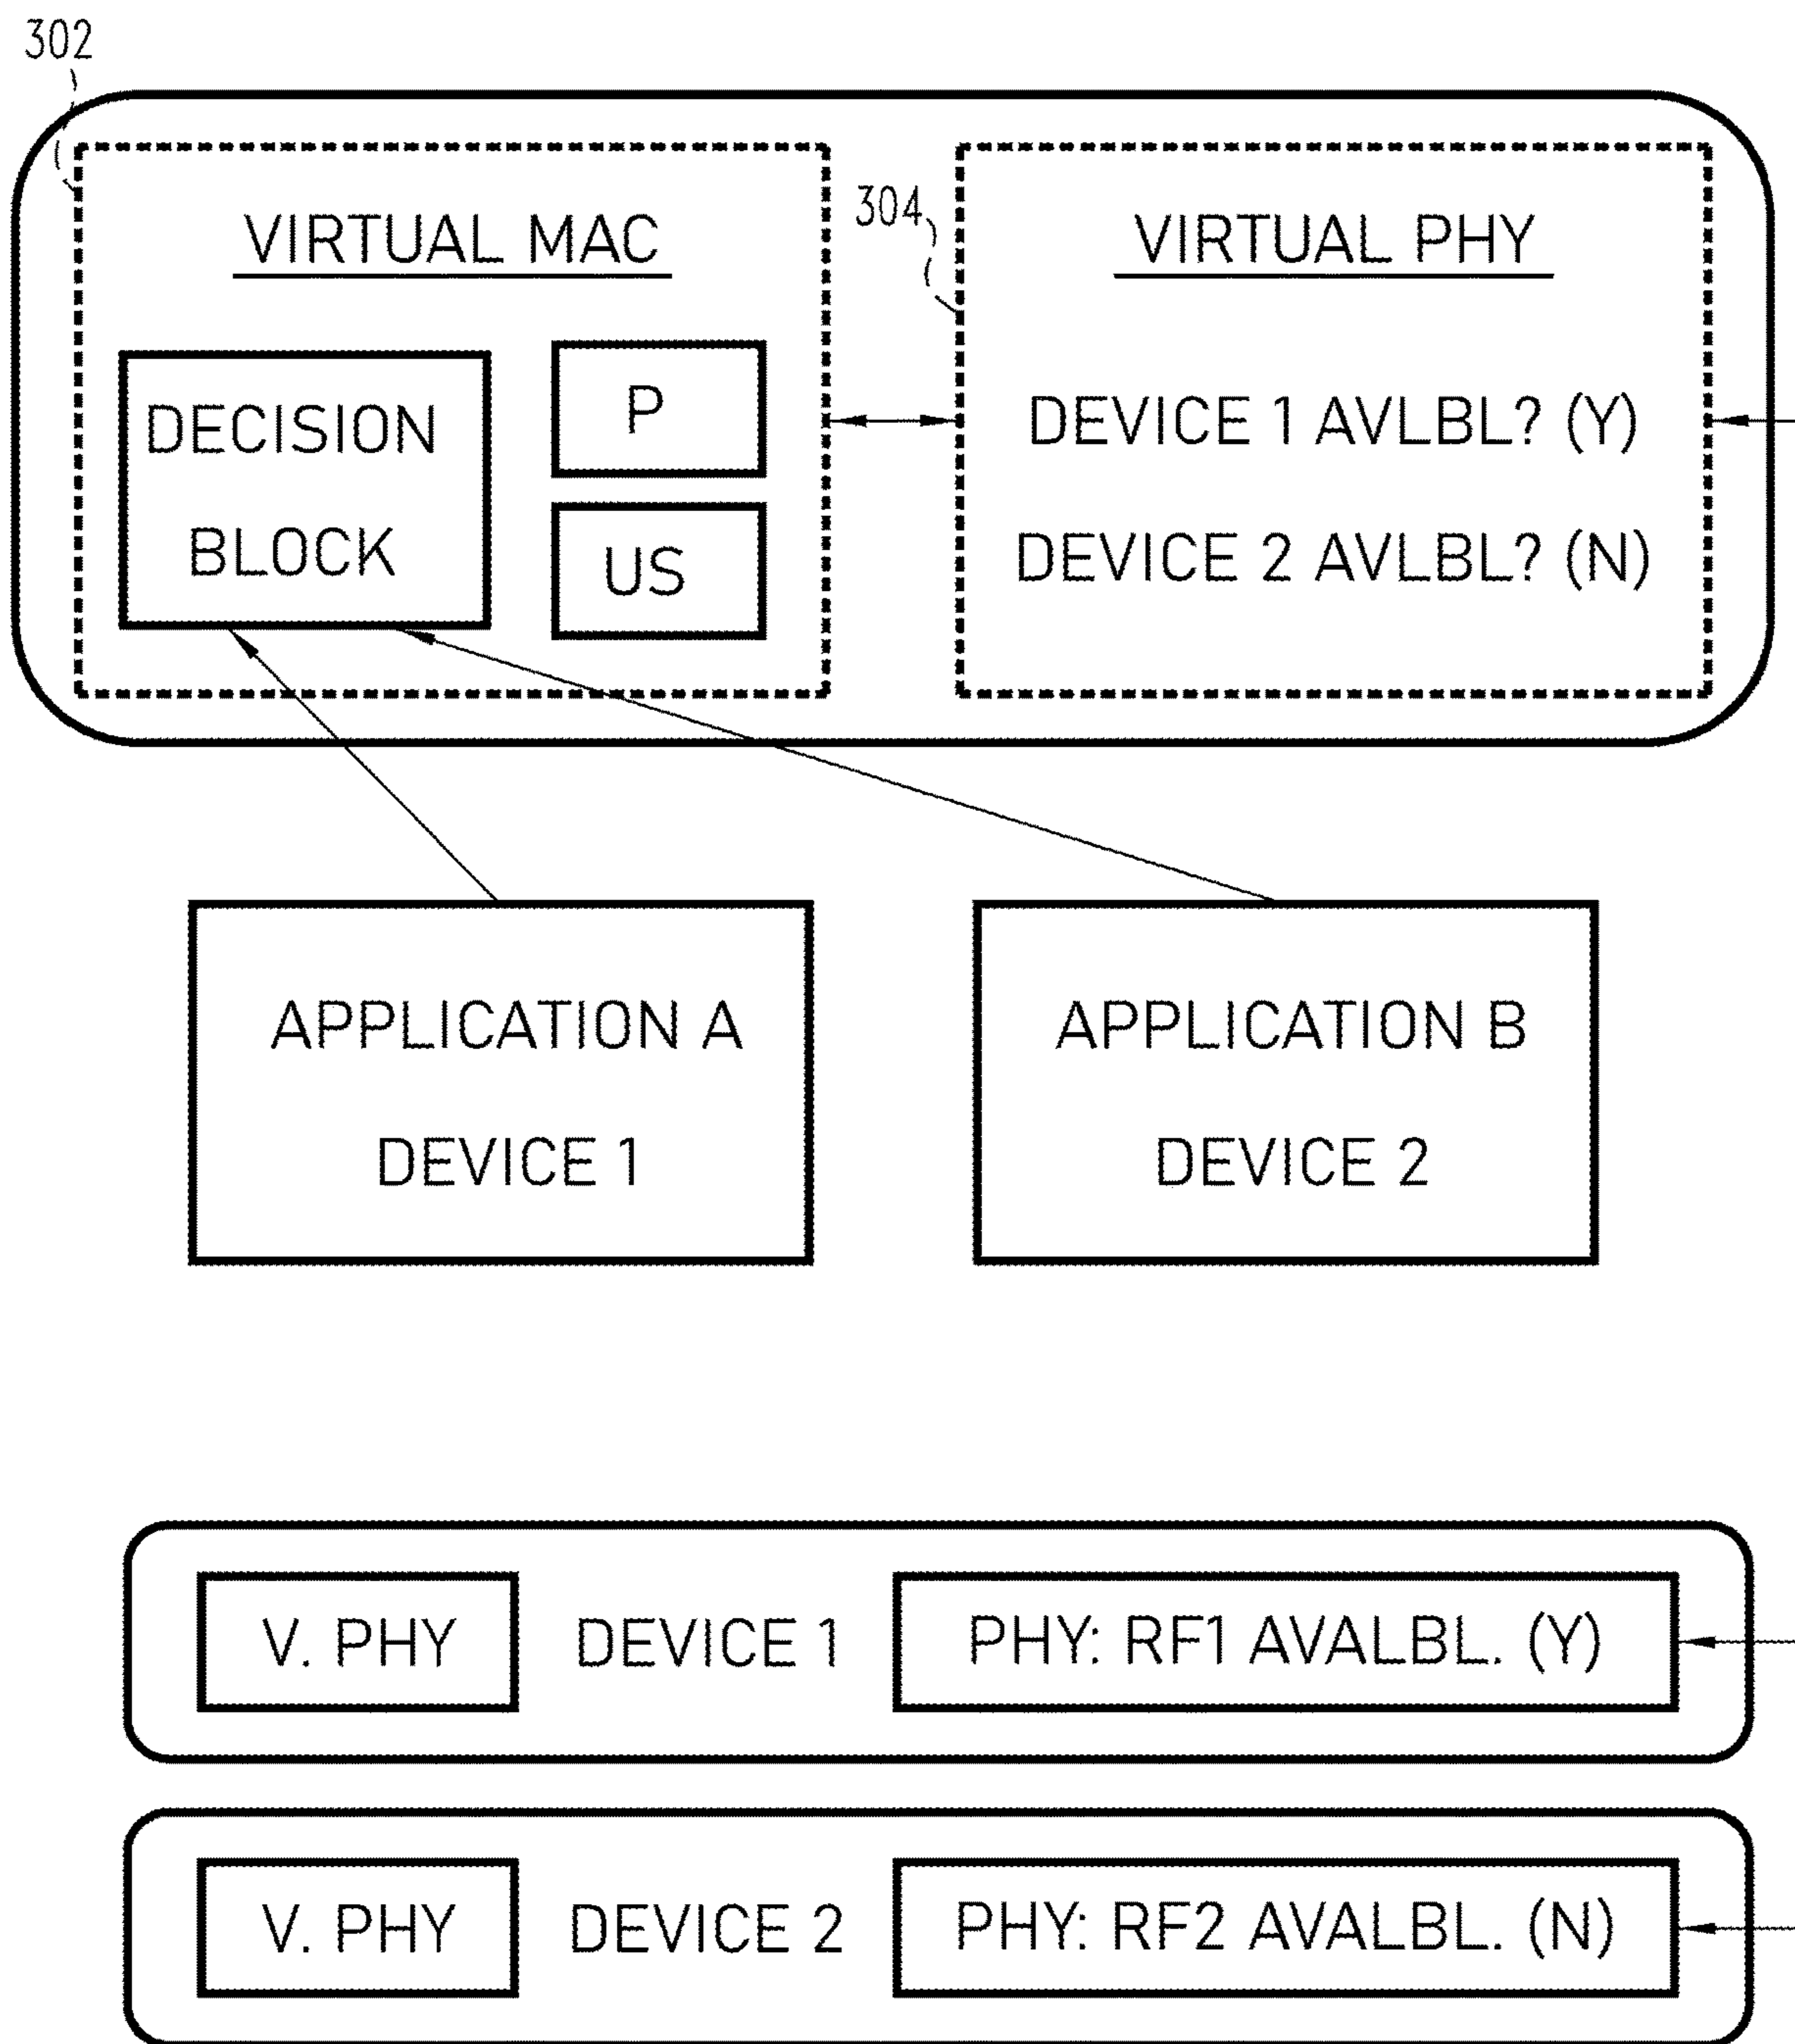 302
VIRTUAL MAC
DECISION
BLOCK
P
US
304
VIRTUAL PHY
DEVICE 1 AVLBL? (Y)
DEVICE 2 AVLBL? (N)
APPLICATION A
DEVICE 1
APPLICATION B
DEVICE 2
V. PHY
DEVICE 1
PHY: RF1 AVALBL. (Y)
V. PHY
DEVICE 2
PHY: RF2 AVALBL. (N)